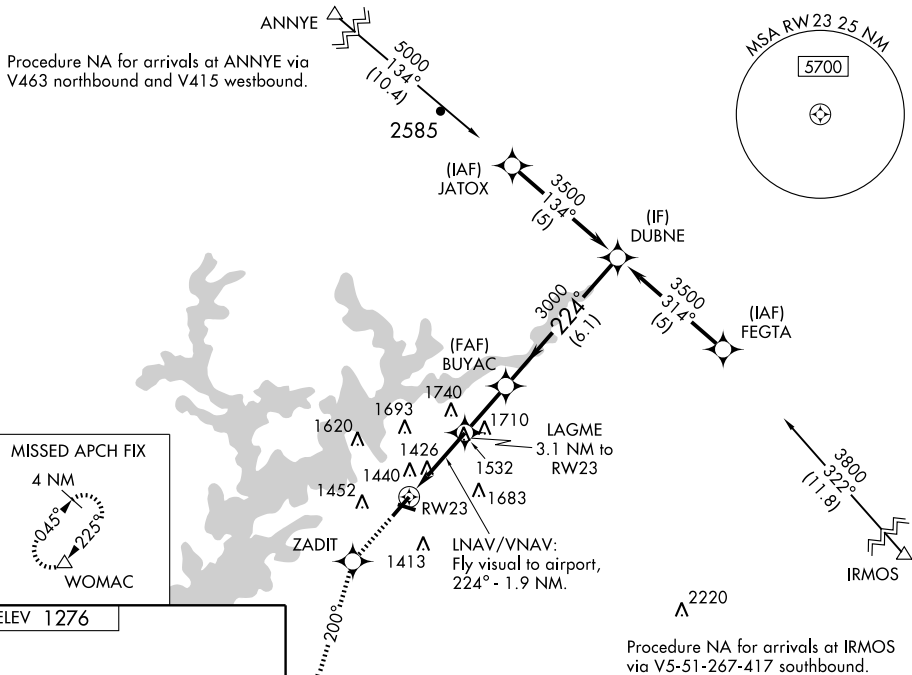 ANNYE
Procedure NA for arrivals at ANNYE via
V463 northbound and V415 westbound.
5000
134°
(10.4)
2585
MSA RW23 25 NM
5700
(IAF)
JATOX
3500
134°
(5)
(IF)
DUBNE
3500
314°
(5)
(IAF)
FEGTA
3000
224°
(6.1)
(FAF)
BUYAC
1740
1693
1710
1620
LAGME
3.1 NM to
RW23
1426
1532
1440
1683
1452
RW23
MISSED APCH FIX
4 NM
045°
225°
WOMAC
3800
322°
(11.8)
IRMOS
ZADIT
1413
LNAV/VNAV:
Fly visual to airport,
224° - 1.9 NM.
2220
ELEV 1276
200°
Procedure NA for arrivals at IRMOS
via V5-51-267-417 southbound.